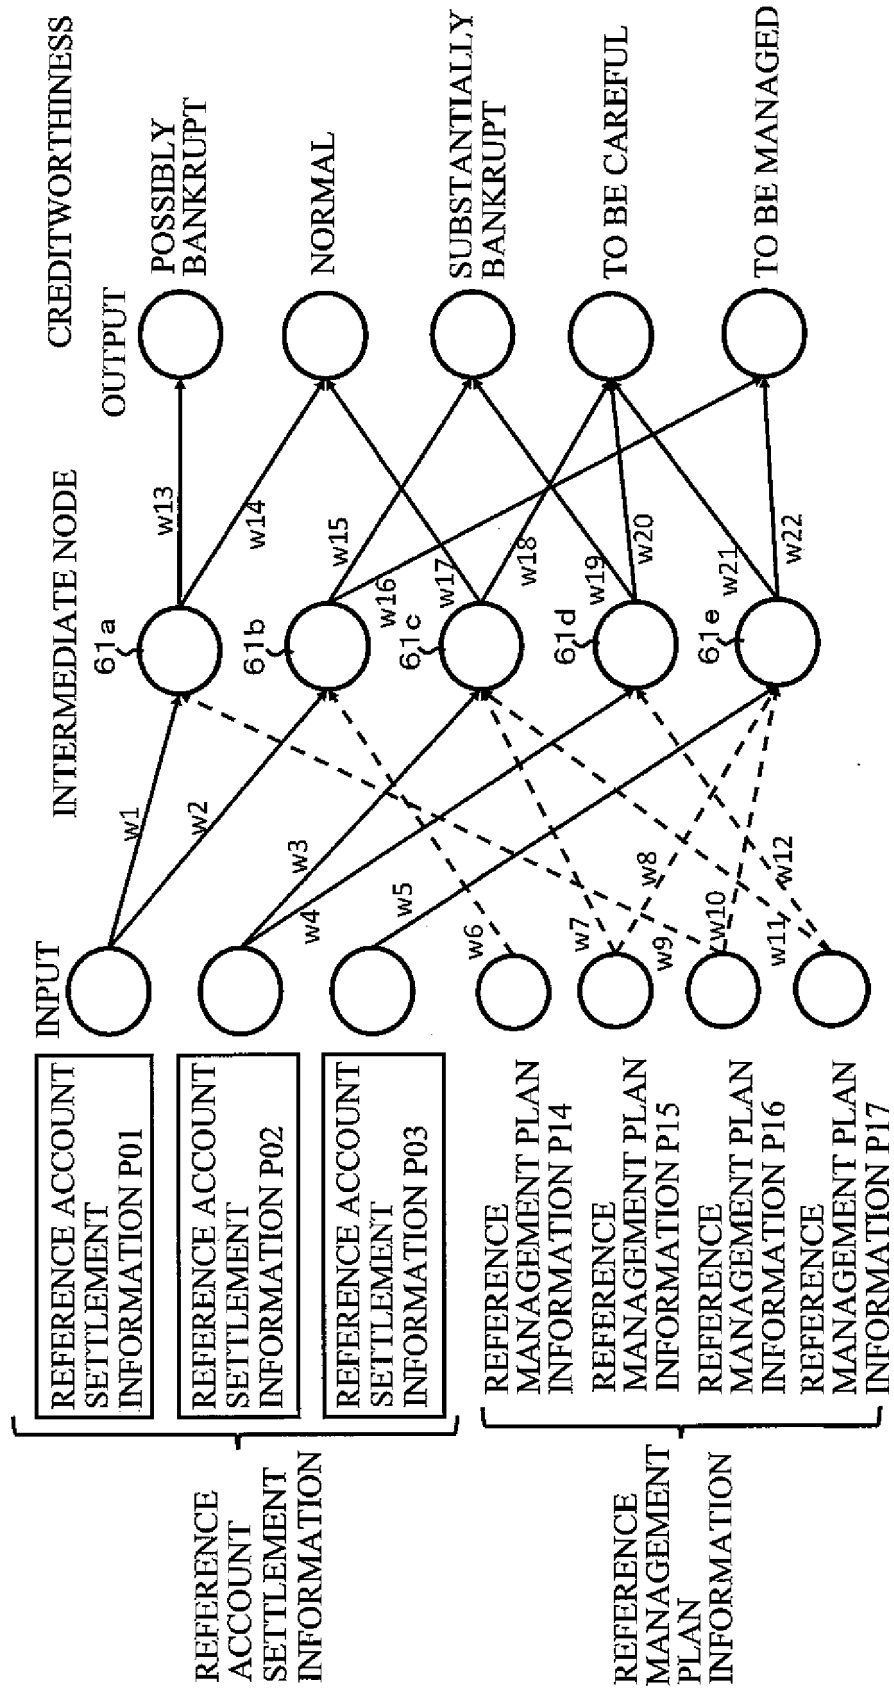 INPUT
INTERMEDIATE NODE
OUTPUT
CREDITWORTHINESS
REFERENCE
ACCOUNT
SETTLEMENT
INFORMATION
REFERENCE ACCOUNT
SETTLEMENT
INFORMATION P01
REFERENCE ACCOUNT
SETTLEMENT
INFORMATION P02
REFERENCE ACCOUNT
SETTLEMENT
INFORMATION P03
REFERENCE
MANAGEMENT
PLAN
INFORMATION
REFERENCE
MANAGEMENT PLAN
INFORMATION P14
REFERENCE
MANAGEMENT PLAN
INFORMATION P15
REFERENCE
MANAGEMENT PLAN
INFORMATION P16
REFERENCE
MANAGEMENT PLAN
INFORMATION P17
w1
w2
w3
w4
w5
w6
w7
w8
w9
w10
w11
w12
61a
61b
61c
61d
61e
w13
w14
w15
w16
w17
w18
w19
w20
w21
w22
POSSIBLY
BANKRUPT
NORMAL
SUBSTANTIALLY
BANKRUPT
TO BE CAREFUL
TO BE MANAGED